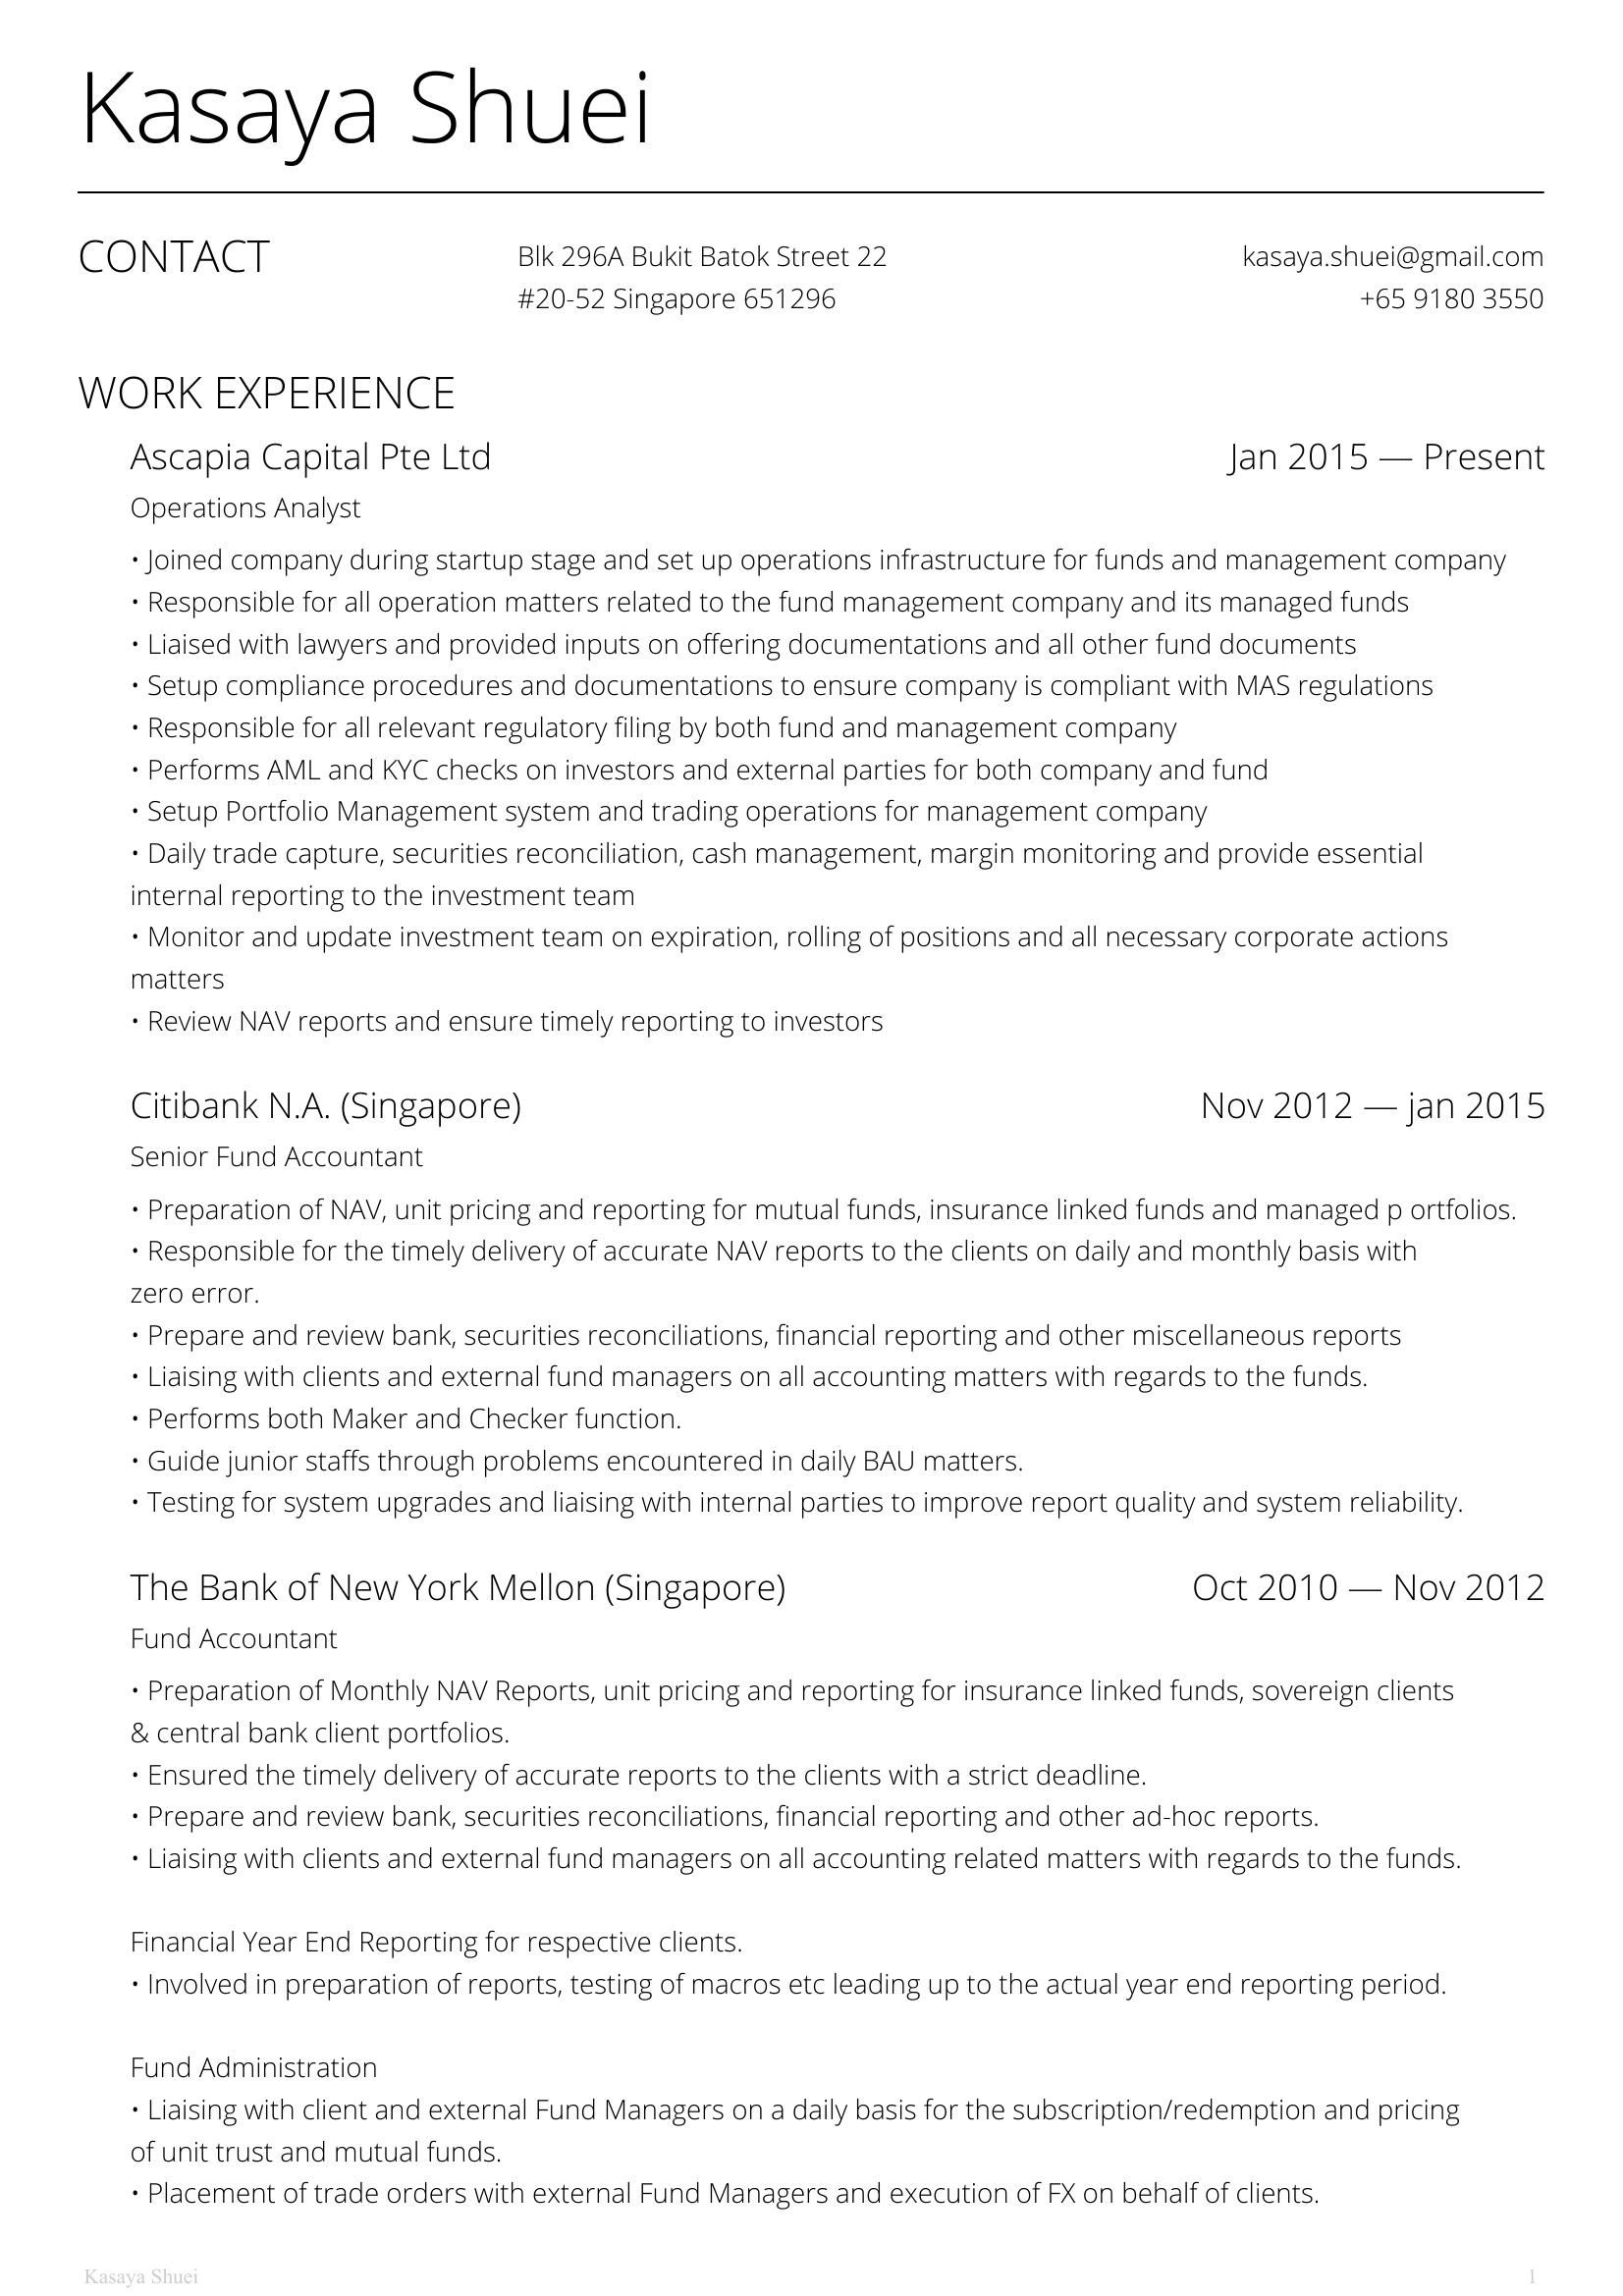 Kasaya Shuei
CONTACT
Blk 296A Bukit Batok Street 22
#20-52 Singapore 651296
kasaya.shuei@gmail.com
+65 9180 3550
WORK EXPERIENCE
Ascapia Capital Pte Ltd Jan 2015 — Present
Operations Analyst
• Joined company during startup stage and set up operations infrastructure for funds and management company
• Responsible for all operation matters related to the fund management company and its managed funds
• Liaised with lawyers and provided inputs on offering documentations and all other fund documents
• Setup compliance procedures and documentations to ensure company is compliant with MAS regulations
• Responsible for all relevant regulatory filing by both fund and management company
• Performs AML and KYC checks on investors and external parties for both company and fund
• Setup Portfolio Management system and trading operations for management company
• Daily trade capture, securities reconciliation, cash management, margin monitoring and provide essential
internal reporting to the investment team
• Monitor and update investment team on expiration, rolling of positions and all necessary corporate actions
matters
• Review NAV reports and ensure timely reporting to investors
Citibank N.A. (Singapore) Nov 2012 — jan 2015
Senior Fund Accountant
• Preparation of NAV, unit pricing and reporting for mutual funds, insurance linked funds and managed p ortfolios.
• Responsible for the timely delivery of accurate NAV reports to the clients on daily and monthly basis with
zero error.
• Prepare and review bank, securities reconciliations, financial reporting and other miscellaneous reports
• Liaising with clients and external fund managers on all accounting matters with regards to the funds.
• Performs both Maker and Checker function.
• Guide junior staffs through problems encountered in daily BAU matters.
• Testing for system upgrades and liaising with internal parties to improve report quality and system reliability.
The Bank of New York Mellon (Singapore) Oct 2010 — Nov 2012
Fund Accountant
• Preparation of Monthly NAV Reports, unit pricing and reporting for insurance linked funds, sovereign clients
& central bank client portfolios.
• Ensured the timely delivery of accurate reports to the clients with a strict deadline.
• Prepare and review bank, securities reconciliations, financial reporting and other ad-hoc reports.
• Liaising with clients and external fund managers on all accounting related matters with regards to the funds.
Financial Year End Reporting for respective clients.
• Involved in preparation of reports, testing of macros etc leading up to the actual year end reporting period.
Fund Administration
• Liaising with client and external Fund Managers on a daily basis for the subscription/redemption and pricing
of unit trust and mutual funds.
• Placement of trade orders with external Fund Managers and execution of FX on behalf of clients.
Kasaya Shuei 1